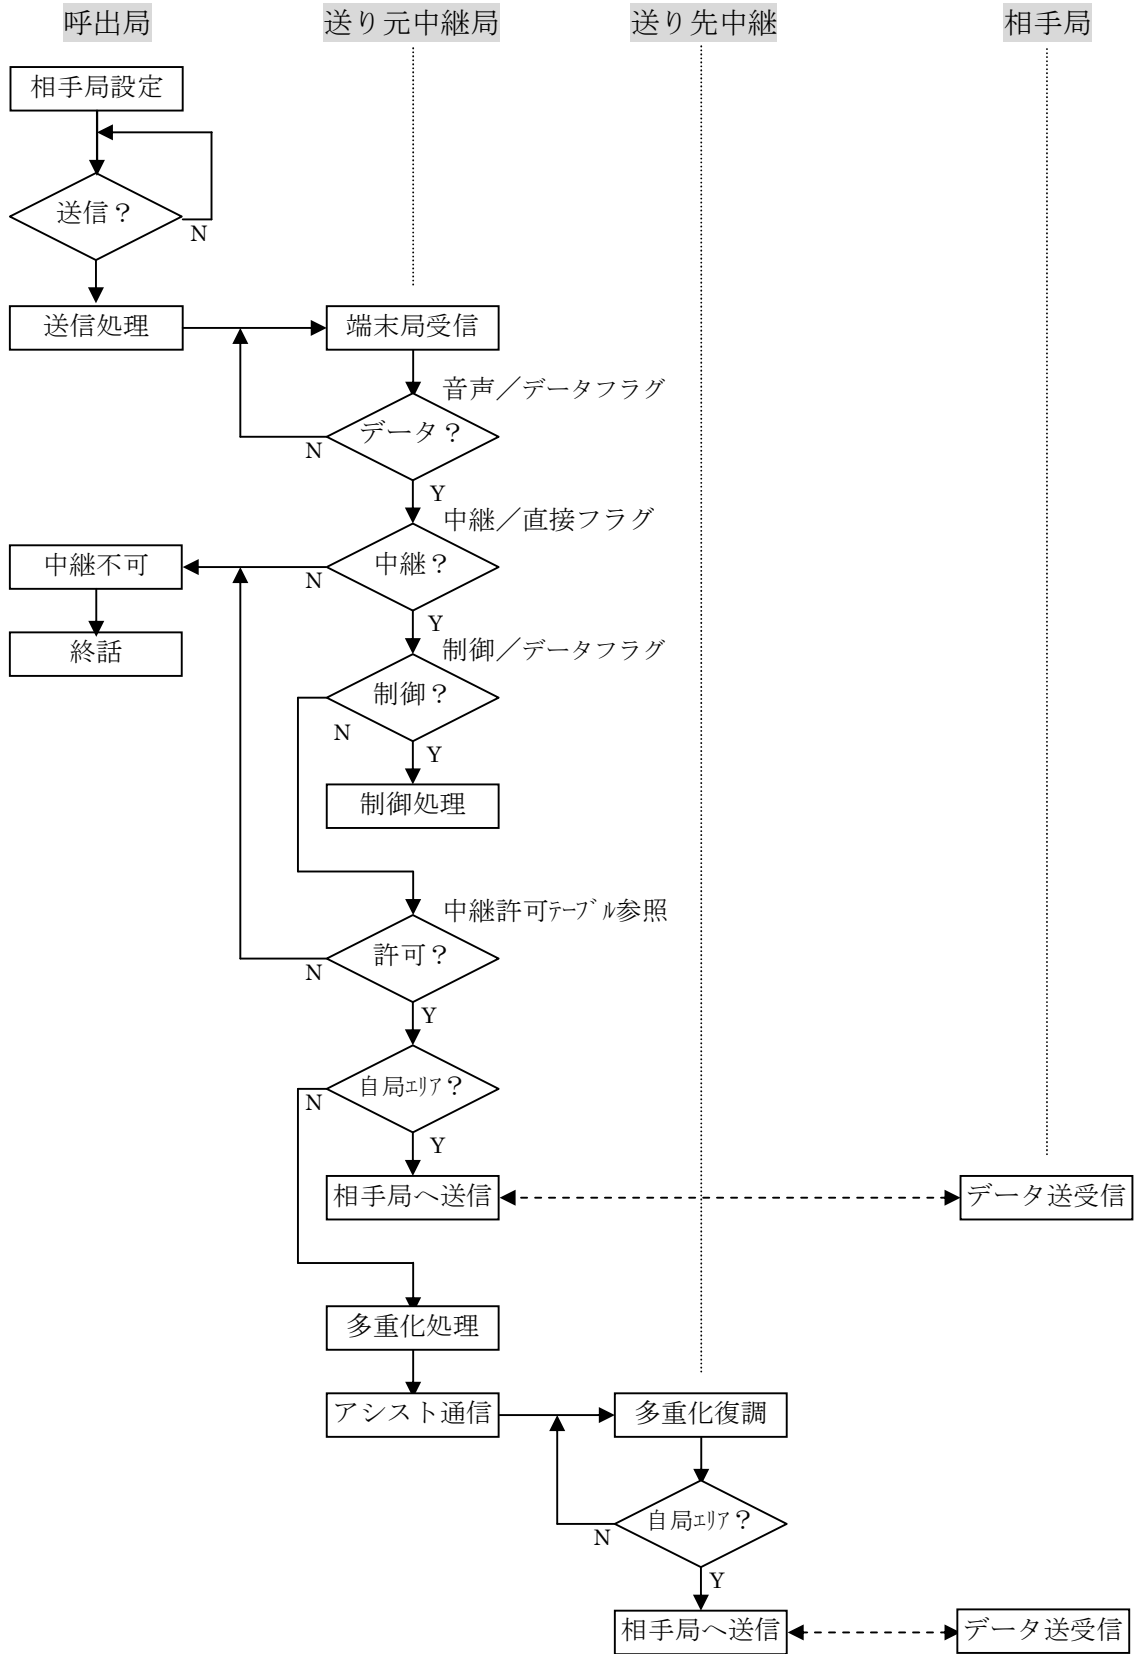 呼出局
送り元中継局
送り先中継
相手局
相手局設定
送信？
N
送信処理
端末局受信
音声／データフラグ
データ？
N
Y
中継／直接フラグ
中継不可
中継？
N
Y
終話
制御／データフラグ
制御？
N
Y
制御処理
中継許可ﾃｰﾌﾞﾙ参照
許可？
N
Y
自局ｴﾘｱ？
N
Y
相手局へ送信
データ送受信
多重化処理
アシスト通信
多重化復調
自局ｴﾘｱ？
N
Y
相手局へ送信
データ送受信